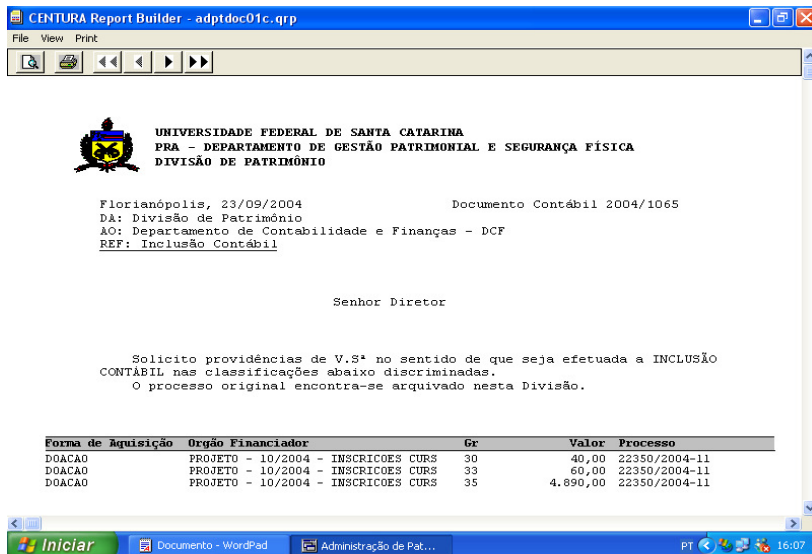 CENTURA Report Builder - adptdoc01c.qrp
File View Print
UNIVERSIDADE FEDERAL DE SANTA CATARINA
PRA - DEPARTAMENTO DE GESTÃO PATRIMONIAL E SEGURANÇA FÍSICA
DIVISÃO DE PATRIMÔNIO
Florianópolis, 23/09/2004 Documento Contábil 2004/1065
DA: Divisão de Patrimônio
AO: Departamento de Contabilidade e Finanças - DCF
REF: Inclusão Contábil
Senhor Diretor
Solicito providências de V.Sª no sentido de que seja efetuada a INCLUSÃO
CONTÁBIL nas classificações abaixo discriminadas.
O processo original encontra-se arquivado nesta Divisão.
Forma de Aquisição Orgão Financiador Gr Valor Processo
DOACAO PROJETO - 10/2004 - INSCRICOES CURS 30 40,00 22350/2004-11
DOACAO PROJETO - 10/2004 - INSCRICOES CURS 33 60,00 22350/2004-11
DOACAO PROJETO - 10/2004 - INSCRICOES CURS 35 4.890,00 22350/2004-11
Iniciar Documento - WordPad Administração de Pat... PT 16:07